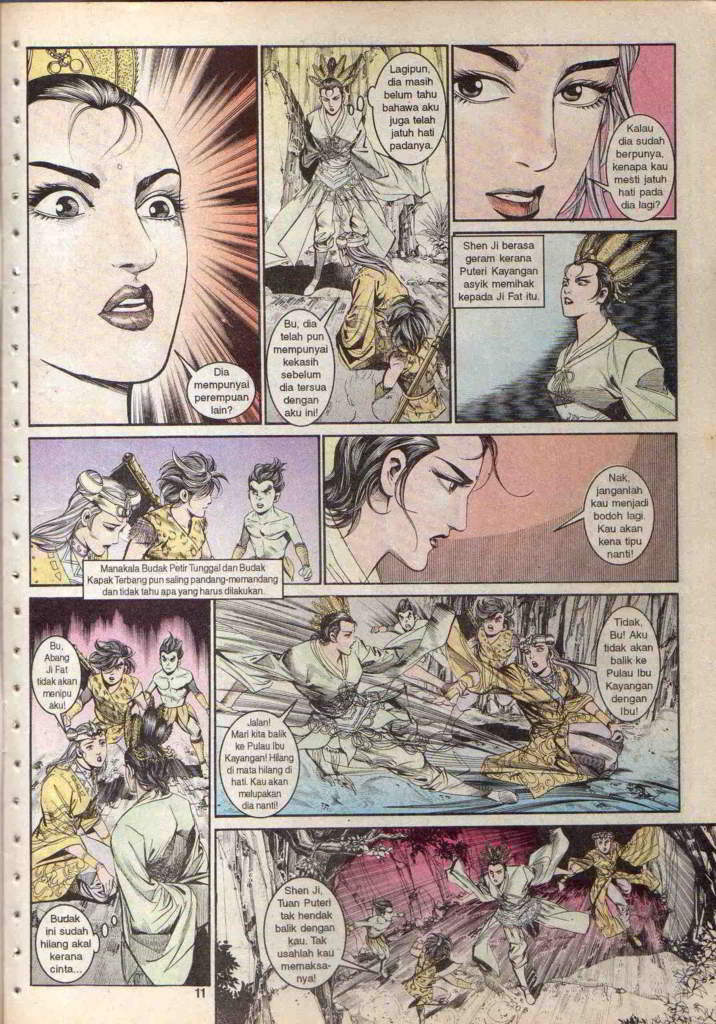 Dia
mempunyai
perempuan
lain?
Lagipun,
dia masih
belum tahu
bahawa aku
juga telah
jatuh hati
padanya.
Bu, dia
telah pun
mempunyai
kekasih
sebelum
dia tersua
dengan
aku ini!
Kalau
dia sudah
berpunya,
kenapa kau
mesti jatuh
hati pada
dia lagi?
Shen Ji berasa
geram kerana
Puteri Kayangan
asyik memihak
kepada Ji Fat itu.
Manakala Budak Petir Tunggal dan Budak
Kapak Terbang pun saling pandang-memandang
dan tidak tahu apa yang harus dilakukan.
Nak,
janganlah
kau menjadi
bodoh lagi.
Kau akan
kena tipu
nanti!
Bu,
Abang
Ji Fat
tidak akan
menipu
aku!
Budak
ini sudah
hilang akal
kerana
cinta...
Jalan!
Mari kita balik
ke Pulau Ibu
Kayangan! Hilang
di mata hilang di
hati. Kau akan
melupakan
dia nanti!
Tidak,
Bu! Aku
tidak akan
balik ke
Pulau Ibu
Kayangan
dengan
Ibu!
Shen Ji,
Tuan Puteri
tak hendak
balik dengan
kau. Tak
usahlah kau
memaksa-
nya!
11